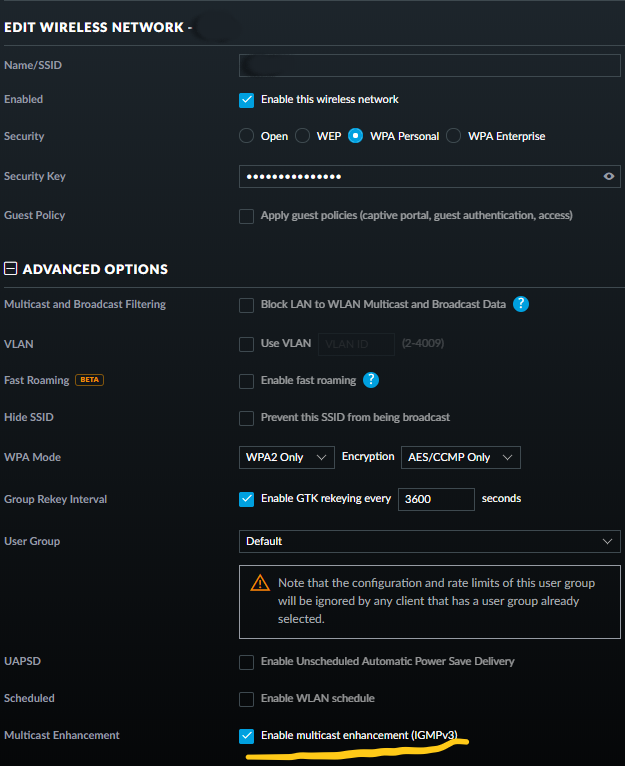 EDIT WIRELESS NETWORK -
Name/SSID
Enabled Enable this wireless network
Security Open WEP WPA Personal WPA Enterprise
Security Key •••••••••••••••
Guest Policy Apply guest policies (captive portal, guest authentication, access)
ADVANCED OPTIONS
Multicast and Broadcast Filtering Block LAN to WLAN Multicast and Broadcast Data ?
VLAN Use VLAN VLAN ID (2-4009)
Fast Roaming BETA Enable fast roaming ?
Hide SSID Prevent this SSID from being broadcast
WPA Mode WPA2 Only Encryption AES/CCMP Only
Group Rekey Interval Enable GTK rekeying every 3600 seconds
User Group Default
Note that the configuration and rate limits of this user group
will be ignored by any client that has a user group already
selected.
UAPSD Enable Unscheduled Automatic Power Save Delivery
Scheduled Enable WLAN schedule
Multicast Enhancement Enable multicast enhancement (IGMPv3)